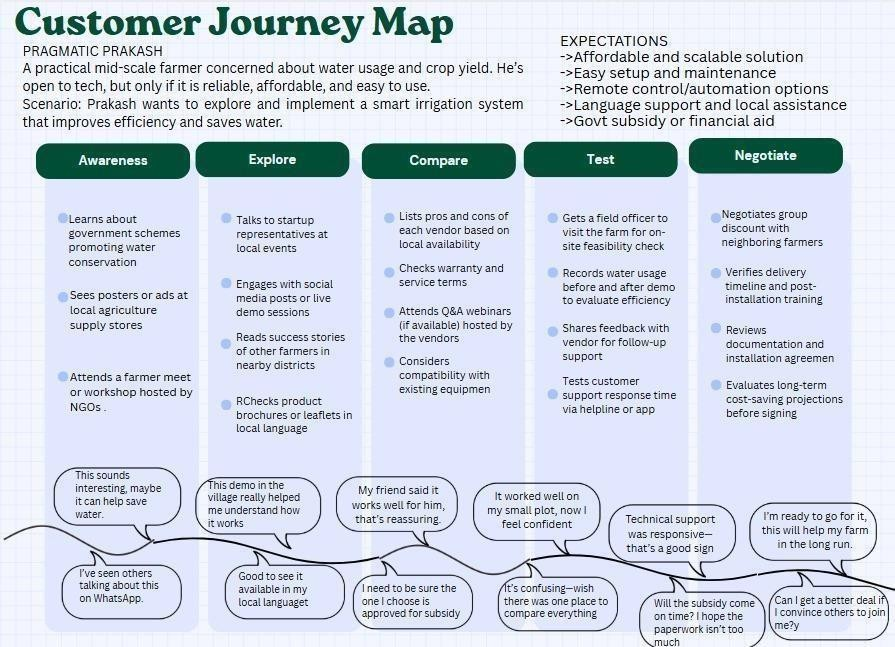 Customer Journey Map
PRAGMATIC PRAKASH
A practical mid-scale farmer concerned about water usage and crop yield. He's
open to tech, but only if it is reliable, affordable, and easy to use.
Scenario: Prakash wants to explore and implement a smart irrigation system
that improves efficiency and saves water.
EXPECTATIONS
->Affordable and scalable solution
->Easy setup and maintenance
->Remote control/automation options
->Language support and local assistance
->Govt subsidy or financial aid
Awareness
Learns about
government schemes
promoting water
conservation
Sees posters or ads at
local agriculture
supply stores
Attends a farmer meet
or workshop hosted by
NGOs .
Explore
Talks to startup
representatives at
local events
Engages with social
media posts or live
demo sessions
Reads success stories
of other farmers in
nearby districts
RChecks product
brochures or leaflets in
local language
Compare
Lists pros and cons of
each vendor based on
local availability
Checks warranty and
service terms
Attends Q&A webinars
(if available) hosted by
the vendors
Considers
compatibility with
existing equipmen
Test
Gets a field officer to
visit the farm for on-
site feasibility check
Records water usage
before and after demo
to evaluate efficiency
Shares feedback with
vendor for follow-up
support
Tests customer
support response time
via helpline or app
Negotiate
Negotiates group
discount with
neighboring farmers
Verifies delivery
timeline and post-
installation training
Reviews
documentation and
installation agreemen
Evaluates long-term
cost-saving projections
before signing
This sounds
interesting, maybe
it can help save
water.
This demo in the
village really helped
me understand how
it works
My friend said it
works well for him,
that's reassuring.
It worked well on
my small plot, now I
feel confident
Technical support
was responsive—
that's a good sign
I'm ready to go for it,
this will help my farm
in the long run.
I've seen others
talking about this
on WhatsApp.
Good to see it
available in my
local languaget
I need to be sure the
one I choose is
approved for subsidy
It's confusing—wish
there was one place to
compare everything
Will the subsidy come
on time? I hope the
paperwork isn't too
much
Can I get a better deal if
I convince others to join
me?y